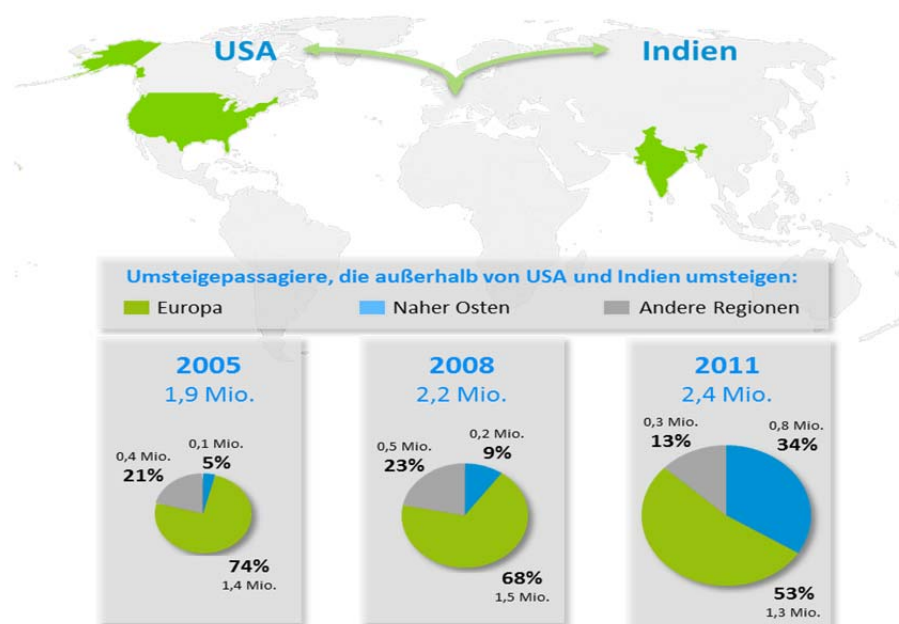 USA
Indien
Umsteigepassagiere, die außerhalb von USA und Indien umsteigen:
Europa
Naher Osten
Andere Regionen
2005
1,9 Mio.
0,4 Mio.
21%
0,1 Mio.
5%
74%
1,4 Mio.
2008
2,2 Mio.
0,5 Mio.
23%
0,2 Mio.
9%
68%
1,5 Mio.
2011
2,4 Mio.
0,3 Mio.
13%
0,8 Mio.
34%
53%
1,3 Mio.